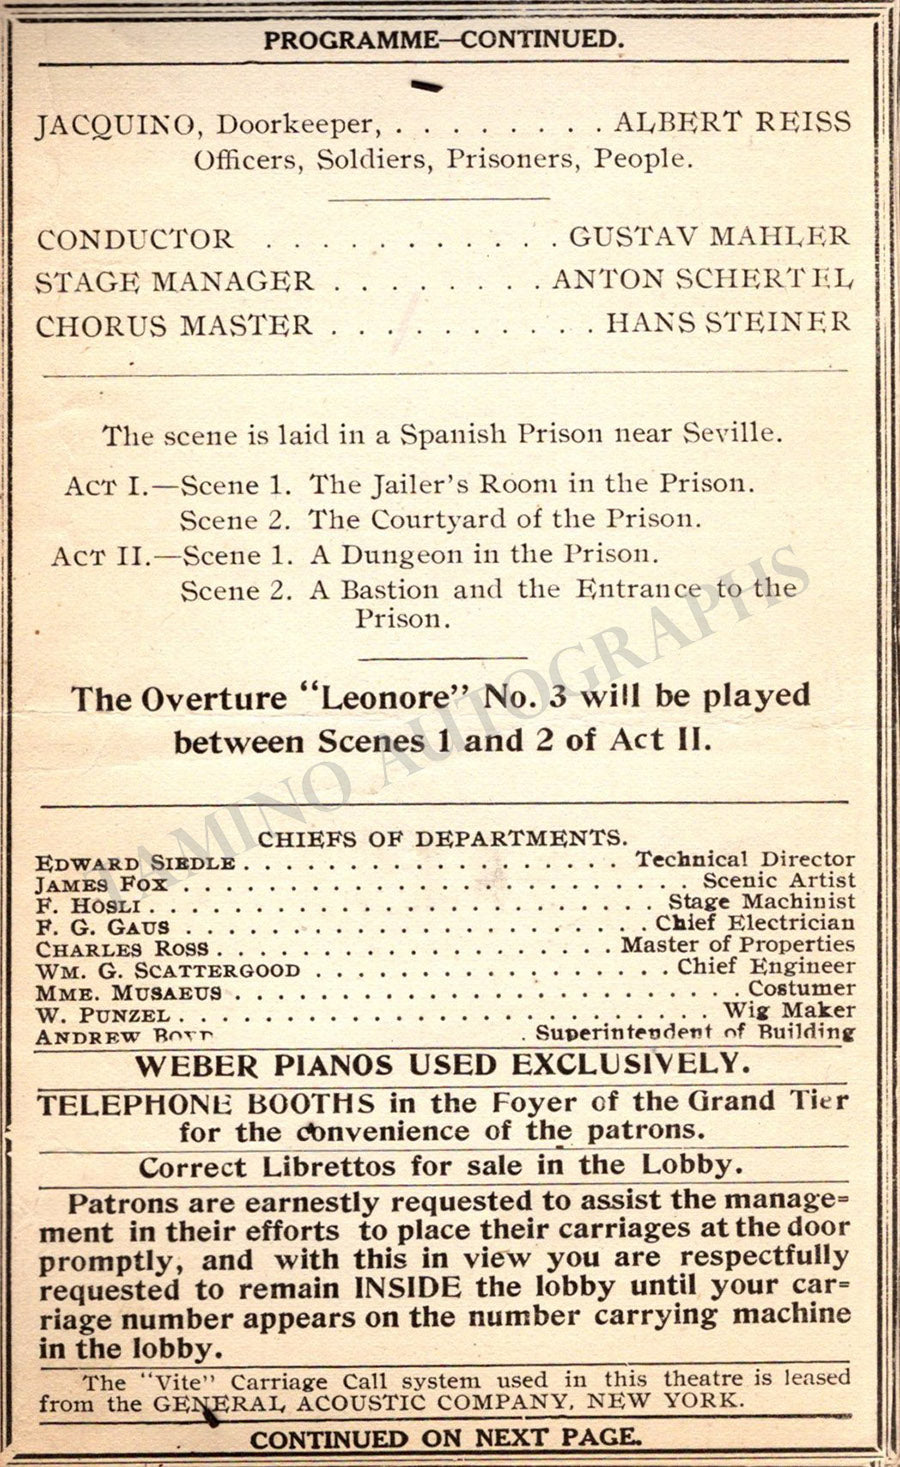 PROGRAMME—CONTINUED.
JACQUINO, Doorkeeper, . . . . . . . . ALBERT REISS
Officers, Soldiers, Prisoners, People.
CONDUCTOR . . . . . . . . . . . . GUSTAV MAHLER
STAGE MANAGER . . . . . . . . ANTON SCHERTEL
CHORUS MASTER . . . . . . . . . . HANS STEINER
The scene is laid in a Spanish Prison near Seville.
ACT I.—Scene 1. The Jailer's Room in the Prison.
Scene 2. The Courtyard of the Prison.
ACT II.—Scene 1. A Dungeon in the Prison.
Scene 2. A Bastion and the Entrance to the
Prison.
The Overture "Leonore" No. 3 will be played
between Scenes 1 and 2 of Act II.
TAMINO AUTOGRAPHS
CHIEFS OF DEPARTMENTS.
EDWARD SIEDLE . . . . . . . . . . . . . . . . . . Technical Director
JAMES FOX . . . . . . . . . . . . . . . . . . . . . . . . Scenic Artist
F. HOSLI . . . . . . . . . . . . . . . . . . . . . . . . Stage Machinist
F. G. GAUS . . . . . . . . . . . . . . . . . . . . . . Chief Electrician
CHARLES ROSS . . . . . . . . . . . . . . . . . . . Master of Properties
WM. G. SCATTERGOOD . . . . . . . . . . . . . . . . . Chief Engineer
MME. MUSAEUS . . . . . . . . . . . . . . . . . . . . . . . . Costumer
W. PUNZEL . . . . . . . . . . . . . . . . . . . . . . . . . Wig Maker
ANDREW . Superintendent of Building
WEBER PIANOS USED EXCLUSIVELY.
TELEPHONE BOOTHS in the Foyer of the Grand Tier
for the convenience of the patrons.
Correct Librettos for sale in the Lobby.
Patrons are earnestly requested to assist the manage=
ment in their efforts to place their carriages at the door
promptly, and with this in view you are respectfully
requested to remain INSIDE the lobby until your car=
riage number appears on the number carrying machine
in the lobby.
The "Vite" Carriage Call system used in this theatre is leased
from the GENERAL ACOUSTIC COMPANY, NEW YORK.
CONTINUED ON NEXT PAGE.